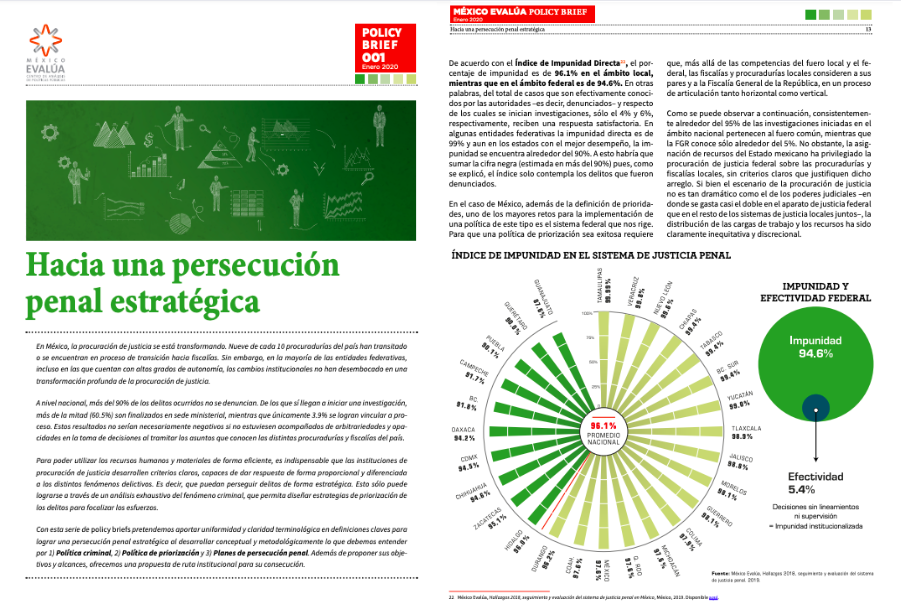 MÉXICO
EVALÚA
CENTRO DE ANÁLISIS
DE POLÍTICAS PÚBLICAS
POLICY
BRIEF
001
Enero 2020
Hacia una persecución
penal estratégica
En México, la procuración de justicia se está transformando. Nueve de cada 10 procuradurías del país han transitado
o se encuentran en proceso de transición hacia fiscalías. Sin embargo, en la mayoría de las entidades federativas,
incluso en las que cuentan con altos grados de autonomía, los cambios institucionales no han desembocado en una
transformación profunda de la procuración de justicia.
A nivel nacional, más del 90% de los delitos ocurridos no se denuncian. De los que sí llegan a iniciar una investigación,
más de la mitad (60.5%) son finalizados en sede ministerial, mientras que únicamente 3.9% se logran vincular a pro-
ceso. Estos resultados no serían necesariamente negativos si no estuviesen acompañados de arbitrariedades y opa-
cidades en la toma de decisiones al tramitar los asuntos que conocen las distintas procuradurías y fiscalías del país.
Para poder utilizar los recursos humanos y materiales de forma eficiente, es indispensable que las instituciones de
procuración de justicia desarrollen criterios claros, capaces de dar respuesta de forma proporcional y diferenciada
a los distintos fenómenos delictivos. Es decir, que puedan perseguir delitos de forma estratégica. Esto sólo puede
lograrse a través de un análisis exhaustivo del fenómeno criminal, que permita diseñar estrategias de priorización de
los delitos para focalizar los esfuerzos.
Con esta serie de policy briefs pretendemos aportar uniformidad y claridad terminológica en definiciones claves para
lograr una persecución penal estratégica al desarrollar conceptual y metodológicamente lo que debemos entender
por 1) Política criminal, 2) Política de priorización y 3) Planes de persecución penal. Además de proponer sus obje-
tivos y alcances, ofrecemos una propuesta de ruta institucional para su consecución.
MÉXICO EVALÚA POLICY BRIEF
Enero 2020
Hacia una persecución penal estratégica
13
De acuerdo con el Índice de Impunidad Directa22, el por-
centaje de impunidad es de 96.1% en el ámbito local,
mientras que en el ámbito federal es de 94.6%. En otras
palabras, del total de casos que son efectivamente conoci-
dos por las autoridades –es decir, denunciados– y respecto
de los cuales se inician investigaciones, sólo el 4% y 6%,
respectivamente, reciben una respuesta satisfactoria. En
algunas entidades federativas la impunidad directa es de
99% y aun en los estados con el mejor desempeño, la im-
punidad se encuentra alrededor del 90%. A esto habría que
sumar la cifra negra (estimada en más del 90%) pues, como
se explicó, el índice solo contempla los delitos que fueron
denunciados.
En el caso de México, además de la definición de priorida-
des, uno de los mayores retos para la implementación de
una política de este tipo es el sistema federal que nos rige.
Para que una política de priorización sea exitosa requiere
que, más allá de las competencias del fuero local y el fe-
deral, las fiscalías y procuradurías locales consideren a sus
pares y a la Fiscalía General de la República, en un proceso
de articulación tanto horizontal como vertical.
Como se puede observar a continuación, consistentemen-
te alrededor del 95% de las investigaciones iniciadas en el
ámbito nacional pertenecen al fuero común, mientras que
la FGR conoce sólo alrededor del 5%. No obstante, la asig-
nación de recursos del Estado mexicano ha privilegiado la
procuración de justicia federal sobre las procuradurías y
fiscalías locales, sin criterios claros que justifiquen dicho
arreglo. Si bien el escenario de la procuración de justicia
no es tan dramático como el de los poderes judiciales –en
donde se gasta casi el doble en el aparato de justicia federal
que en el resto de los sistemas de justicia locales juntos–, la
distribución de las cargas de trabajo y los recursos ha sido
claramente inequitativa y discrecional.
ÍNDICE DE IMPUNIDAD EN EL SISTEMA DE JUSTICIA PENAL
TAMAULIPAS
99.99%
VERACRUZ
99.8%
NUEVO LEÓN
99.6%
CHIAPAS
99.4%
TABASCO
99.4%
BC. SUR
99.4%
YUCATÁN
99.0%
TLAXCALA
98.9%
JALISCO
98.8%
MORELOS
98.1%
GUERRERO
98.1%
COLIMA
97.9%
MICHOACÁN
97.8%
Q. ROO
MÉXICO
COAH.
97.6%
DURANGO
96.2%
HIDALGO
ZACATECAS
95.1%
CHIHUAHUA
94.6%
CDMX
94.5%
OAXACA
94.2%
BC.
91.8%
CAMPECHE
91.7%
PUEBLA
90.1%
QUERÉTARO
GUANAJUATO
87.6%
100%
75%
50%
25%
96.1%
PROMEDIO
NACIONAL
IMPUNIDAD Y
EFECTIVIDAD FEDERAL
Impunidad
94.6%
Efectividad
5.4%
Decisiones sin lineamientos
ni supervisión
= Impunidad institucionalizada
Fuente: México Evalúa, Hallazgos 2018, seguimiento y evaluación del sistema
de justicia penal. 2019.
22 México Evalúa, Hallazgos 2018, seguimiento y evaluación del sistema de justicia penal en México, México, 2019. Disponible aquí.